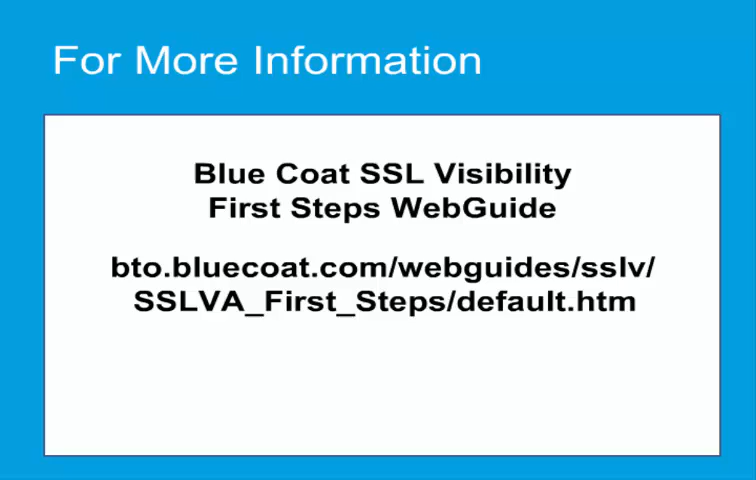 For More Information
Blue Coat SSL Visibility
First Steps WebGuide
bto.bluecoat.com/webguides/sslv/
SSLVA_First_Steps/default.htm